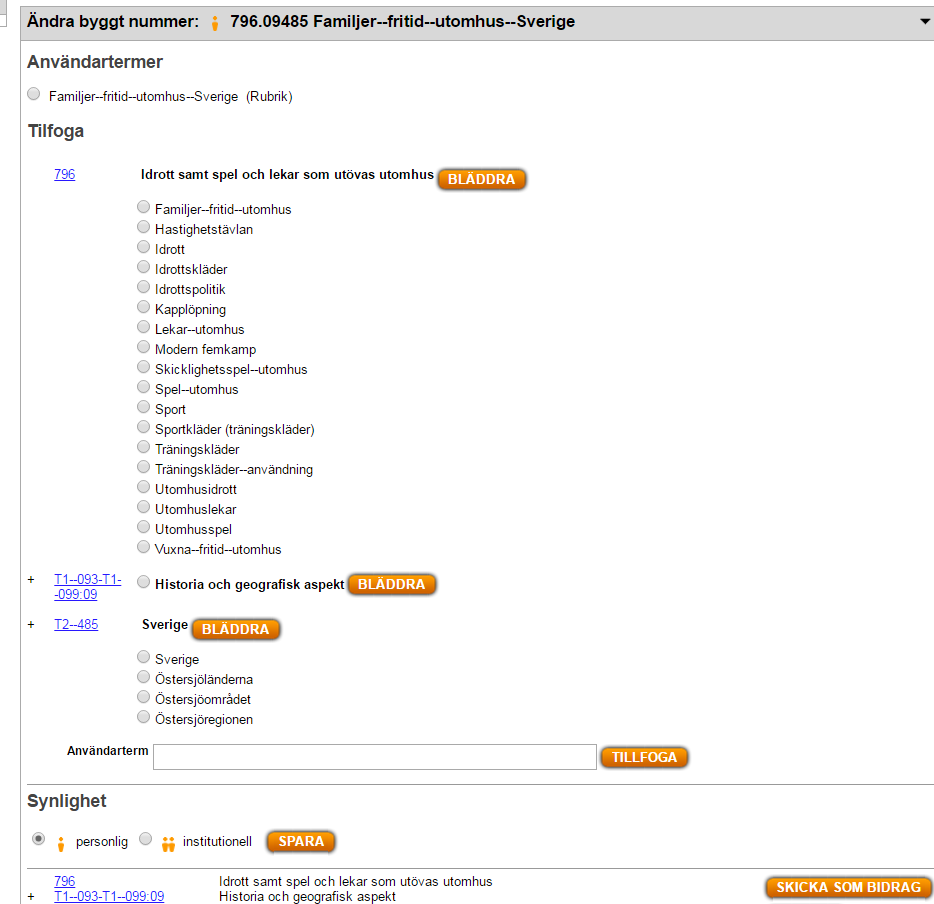 Ändra byggt nummer: 796.09485 Familjer--fritid--utomhus--Sverige
Användartermer
Familjer--fritid--utomhus--Sverige (Rubrik)
Tilfoga
796 Idrott samt spel och lekar som utövas utomhus BLÄDDRA
Familjer--fritid--utomhus
Hastighetstävlan
Idrott
Idrottskläder
Idrottspolitik
Kapplöpning
Lekar--utomhus
Modern femkamp
Skicklighetsspel--utomhus
Spel--utomhus
Sport
Sportkläder (träningskläder)
Träningskläder
Träningskläder--användning
Utomhusidrott
Utomhuslekar
Utomhusspel
Vuxna--fritid--utomhus
+ T1--093-T1-
-099:09 Historia och geografisk aspekt BLÄDDRA
+ T2--485 Sverige BLÄDDRA
Sverige
Östersjöländerna
Östersjöområdet
Östersjöregionen
Användarterm TILLFOGA
Synlighet
personlig institutionell SPARA
796 Idrott samt spel och lekar som utövas utomhus
+ T1--093-T1--099:09 Historia och geografisk aspekt SKICKA SOM BIDRAG